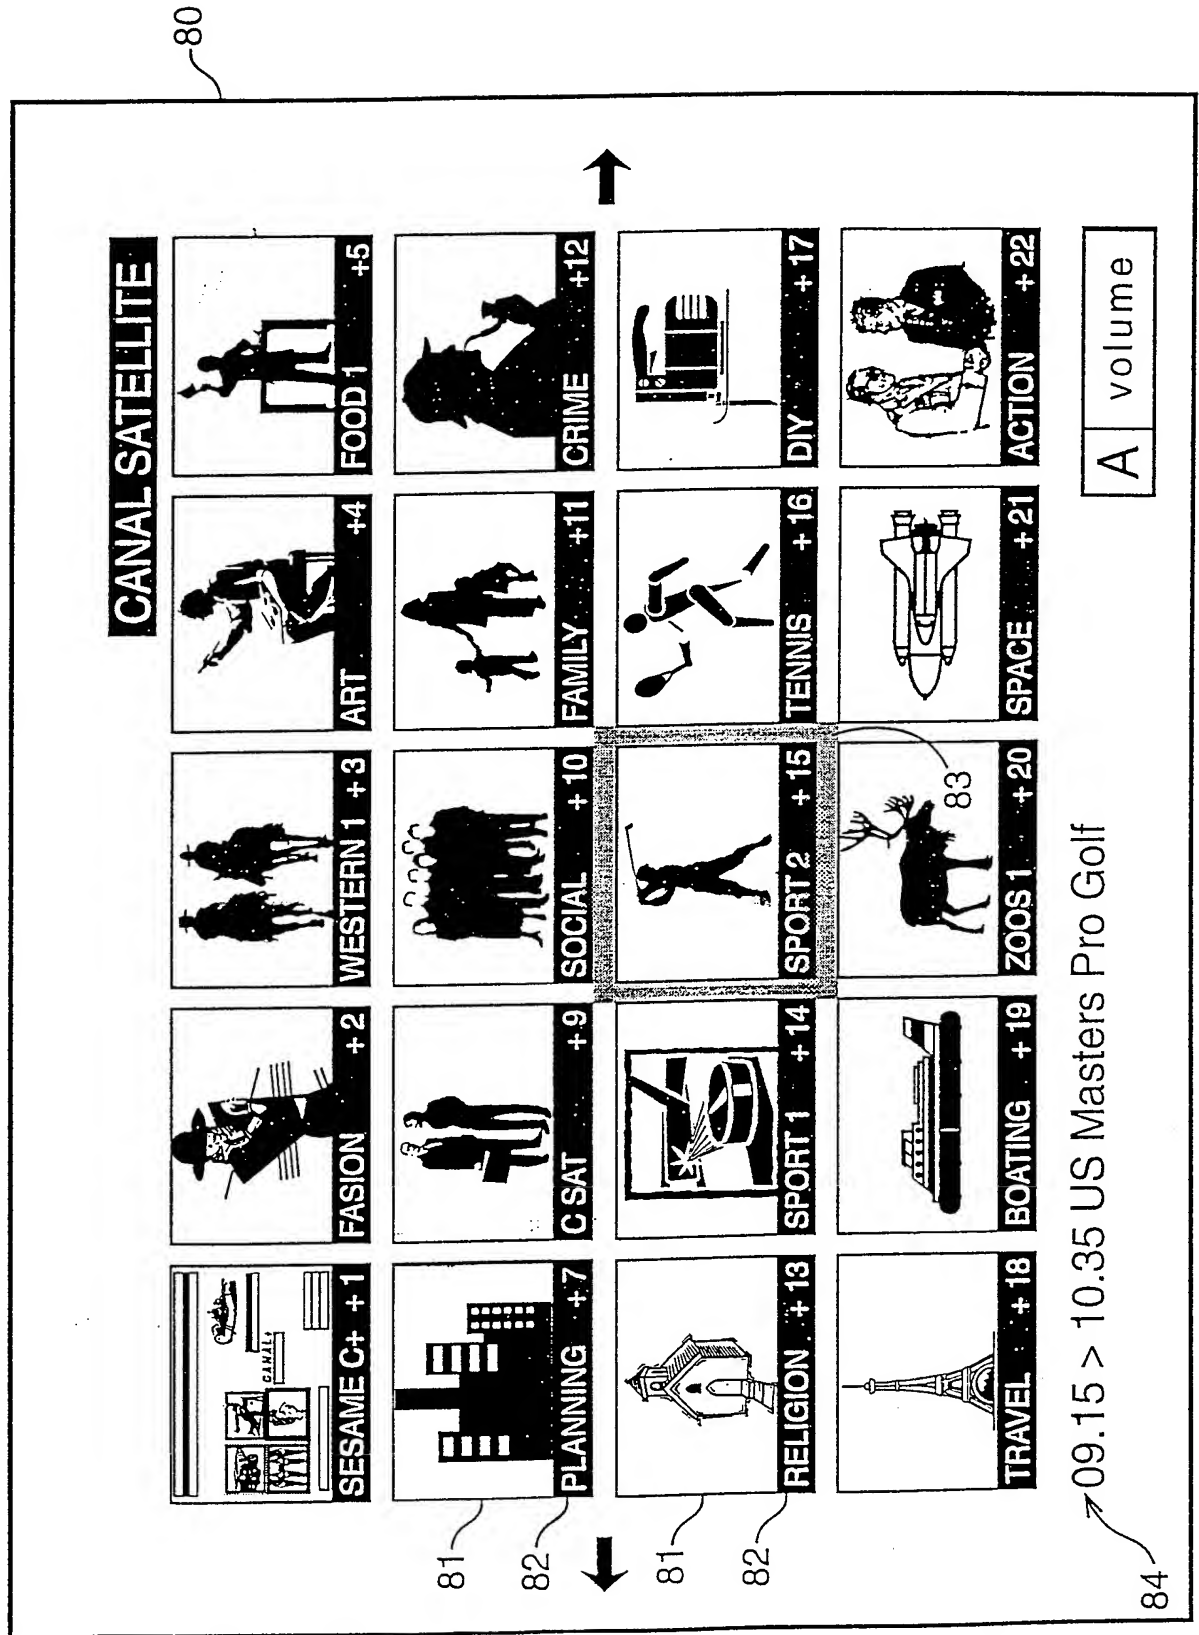 80
CANAL SATELLITE
SESAME C+ +1
FASION +2
WESTERN 1 +3
ART +4
FOOD 1 +5
CANAL+
PLANNING +7
C SAT +9
SOCIAL +10
FAMILY +11
CRIME +12
81
82
RELIGION +13
SPORT 1 +14
SPORT 2 +15
TENNIS +16
DIY +17
81
82
83
TRAVEL +18
BOATING +19
ZOOS 1 +20
SPACE +21
ACTION +22
84
09.15 > 10.35 US Masters Pro Golf
A volume